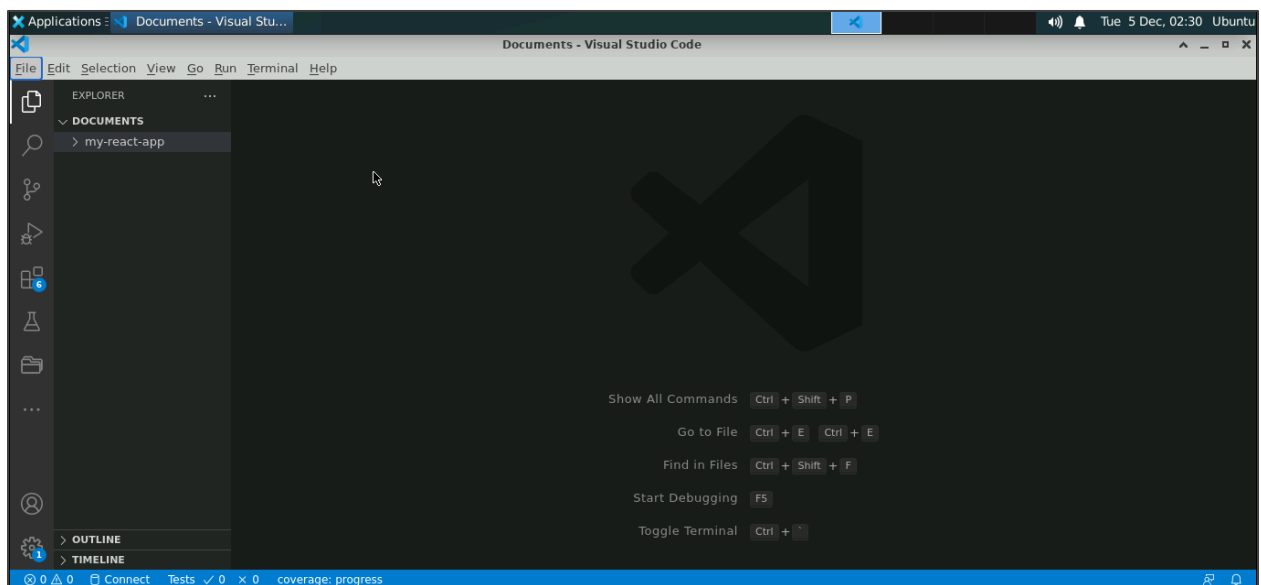 Applications Documents - Visual Stu... Tue 5 Dec, 02:30 Ubuntu
Documents - Visual Studio Code
File Edit Selection View Go Run Terminal Help
EXPLORER ...
DOCUMENTS
my-react-app
6
Show All Commands Ctrl + Shift + P
Go to File Ctrl + E Ctrl + E
Find in Files Ctrl + Shift + F
Start Debugging F5
Toggle Terminal Ctrl + `
OUTLINE
1
TIMELINE
0 0 Connect Tests ✓ 0 × 0 coverage: progress